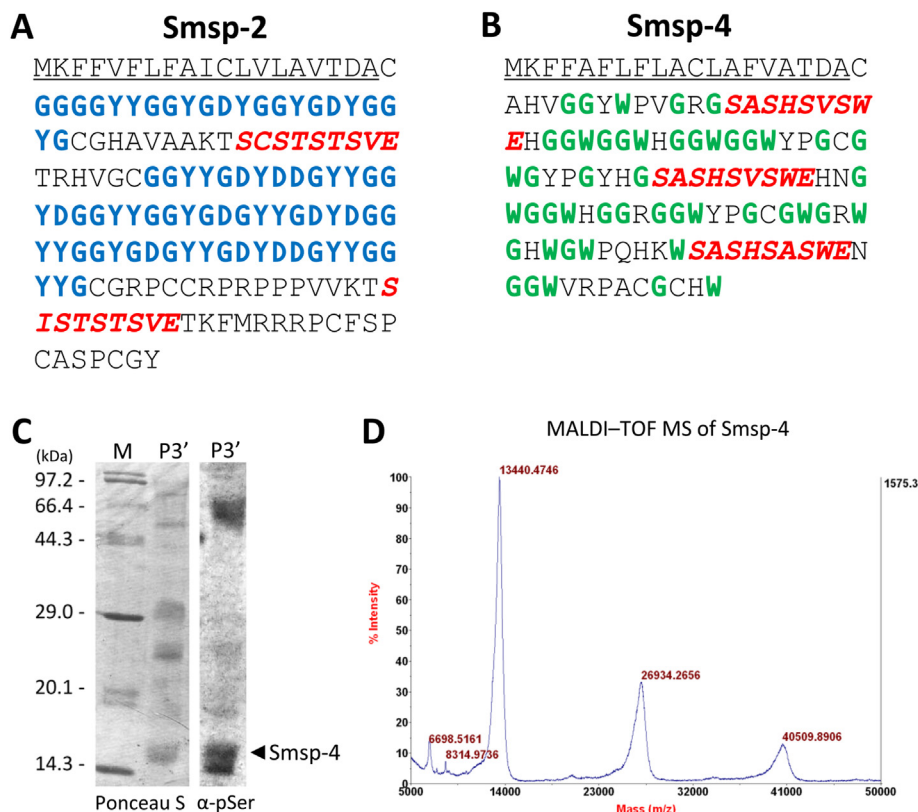 A
Smsp-2
MKFFVFLFAICLVLAVTDAC
GGGGYYGGYGDYGGYGDYGG
YGCGHAVAAKTSCSTSTSVE
TRHVGCGGYYGDYDDGYYGG
YDGGYYGGYGDGYYGDYDGG
YYGGYGDGYYGDYDDGYYGG
YYGCGRPCCRPRPPPVVKTS
ISTSTSVETKFMRRRPCFSP
CASPCGY
B
Smsp-4
MKFFAFLFLACLAFVATDAC
AHVGGYWPVGRGSASHSVSW
EHGGWGGWHGGWGGWYPGCG
WGYPGYHGSASHSVSWEHNG
WGGWHGGRGGWYPGCGWGRW
GHWGWPQHKWSASHSASWEN
GGWVRPACGCHW
C
(kDa) M P3' P3'
97.2 -
66.4 -
44.3 -
29.0 -
20.1 -
14.3 -
Smsp-4
Ponceau S α-pSer
D
MALDI–TOF MS of Smsp-4
13440.4746
1575.3
26934.2656
40509.8906
6698.5161
8314.9736
% Intensity
100
90
80
70
60
50
40
30
20
10
0
5000 14000 23000 32000 41000 50000
Mass (m/z)